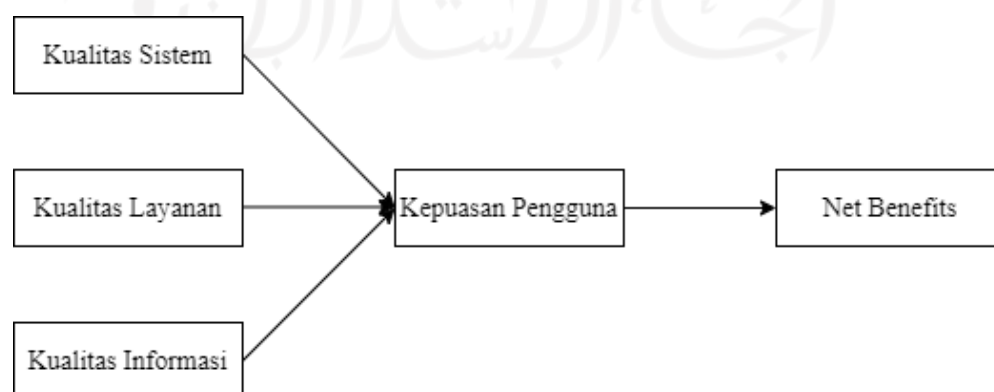 Kualitas Sistem
Kualitas Layanan
Kepuasan Pengguna
Net Benefits
Kualitas Informasi